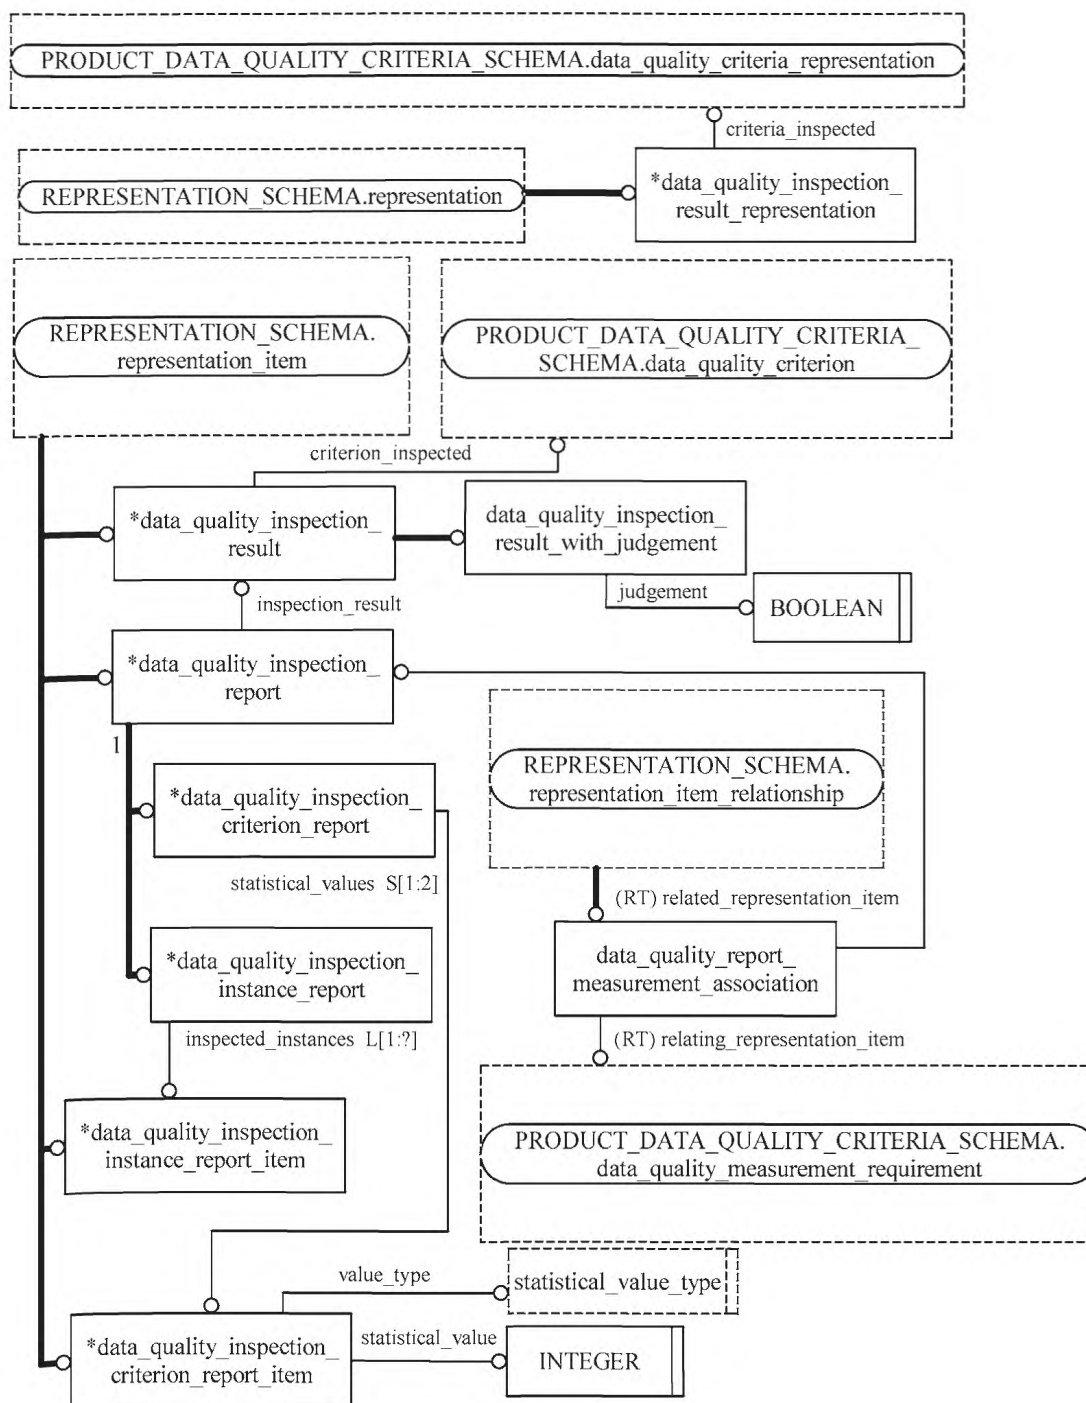 PRODUCT_DATA_QUALITY_CRITERIA_SCHEMA.data_quality_criteria_representation
criteria_inspected
REPRESENTATION_SCHEMA.representation
*data_quality_inspection_
result_representation
REPRESENTATION_SCHEMA.
representation_item
PRODUCT_DATA_QUALITY_CRITERIA_
SCHEMA.data_quality_criterion
criterion_inspected
*data_quality_inspection_
result
data_quality_inspection_
result_with_judgement
judgement
BOOLEAN
inspection_result
*data_quality_inspection_
report
1
REPRESENTATION_SCHEMA.
representation_item_relationship
*data_quality_inspection_
criterion_report
statistical_values S[1:2]
(RT) related_representation_item
*data_quality_inspection_
instance_report
data_quality_report_
measurement_association
inspected_instances L[1:?]
(RT) relating_representation_item
*data_quality_inspection_
instance_report_item
PRODUCT_DATA_QUALITY_CRITERIA_SCHEMA.
data_quality_measurement_requirement
value_type
statistical_value_type
*data_quality_inspection_
criterion_report_item
statistical_value
INTEGER